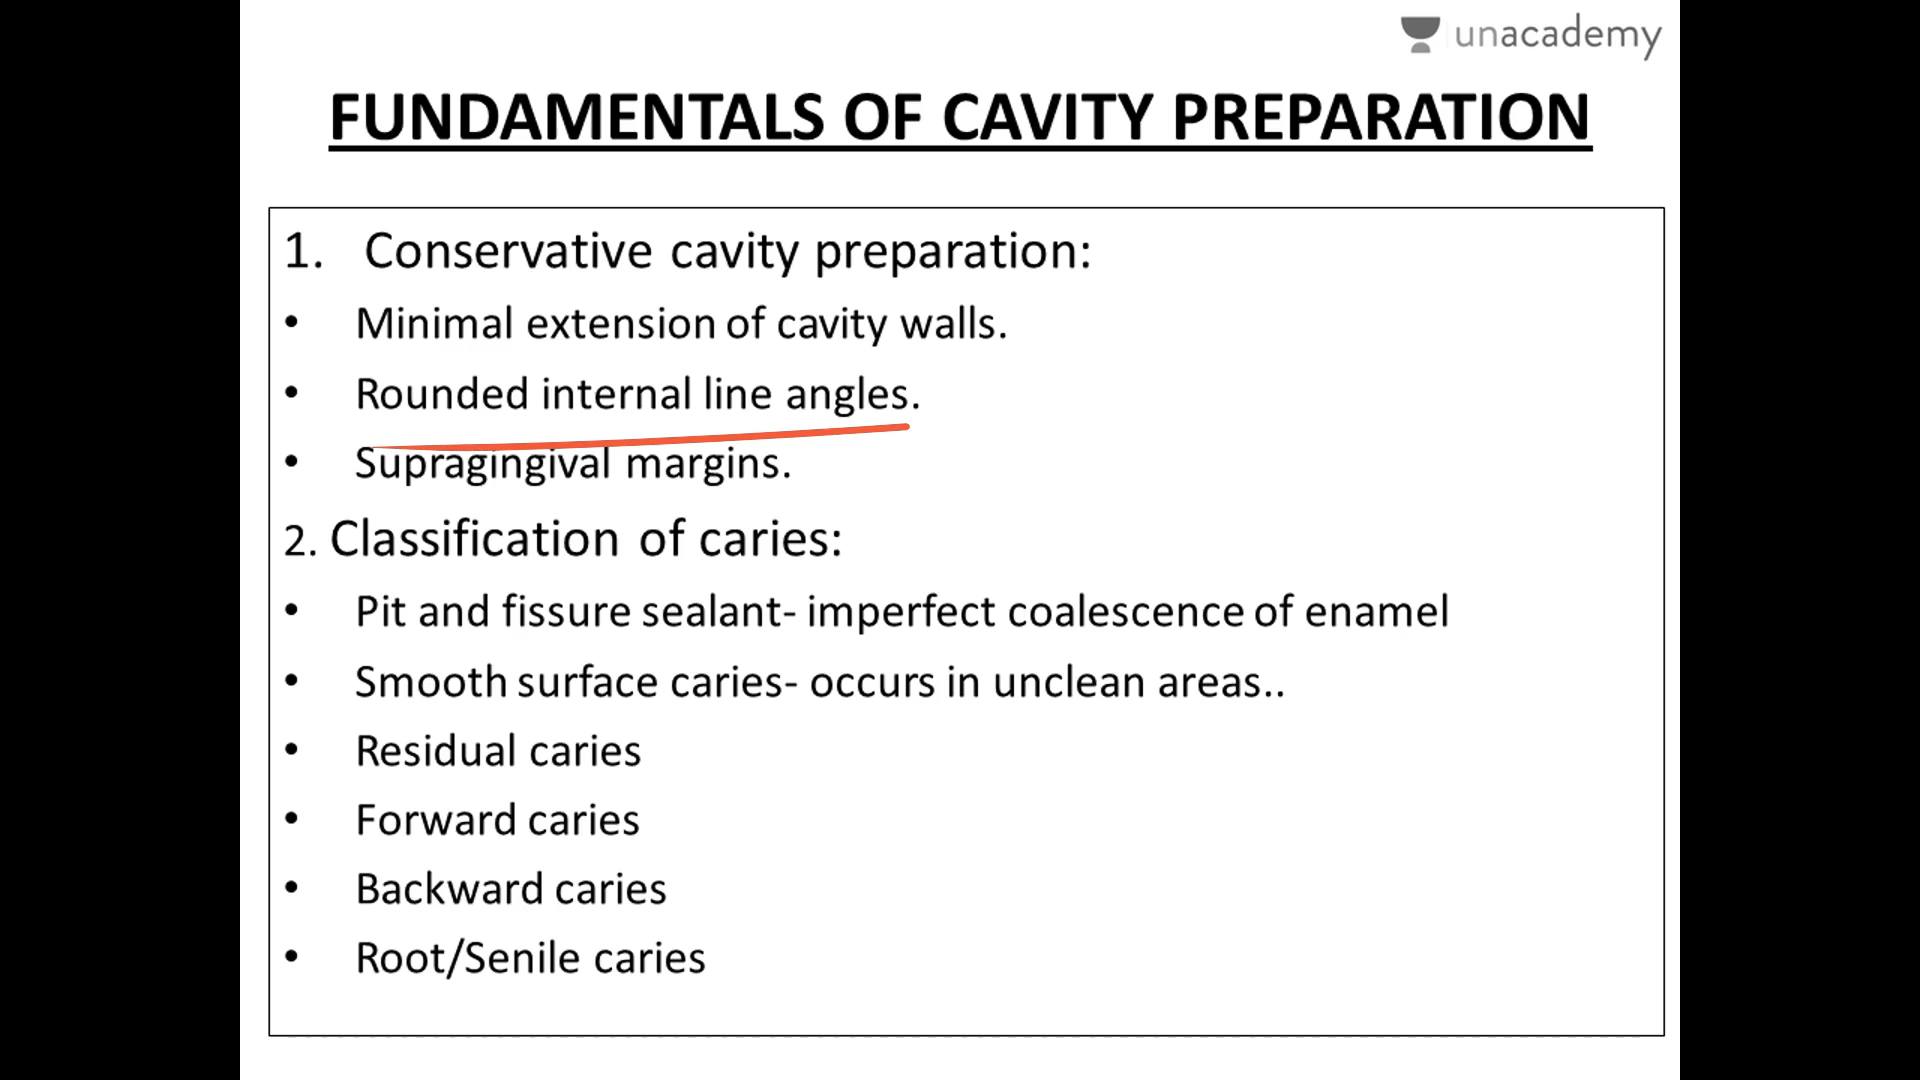 unacademy
FUNDAMENTALS OF CAVITY PREPARATION
1. Conservative cavity preparation:
• Minimal extension of cavity walls.
• Rounded internal line angles.
• Supragingival margins.
2. Classification of caries:
• Pit and fissure sealant- imperfect coalescence of enamel
• Smooth surface caries- occurs in unclean areas..
• Residual caries
• Forward caries
• Backward caries
• Root/Senile caries